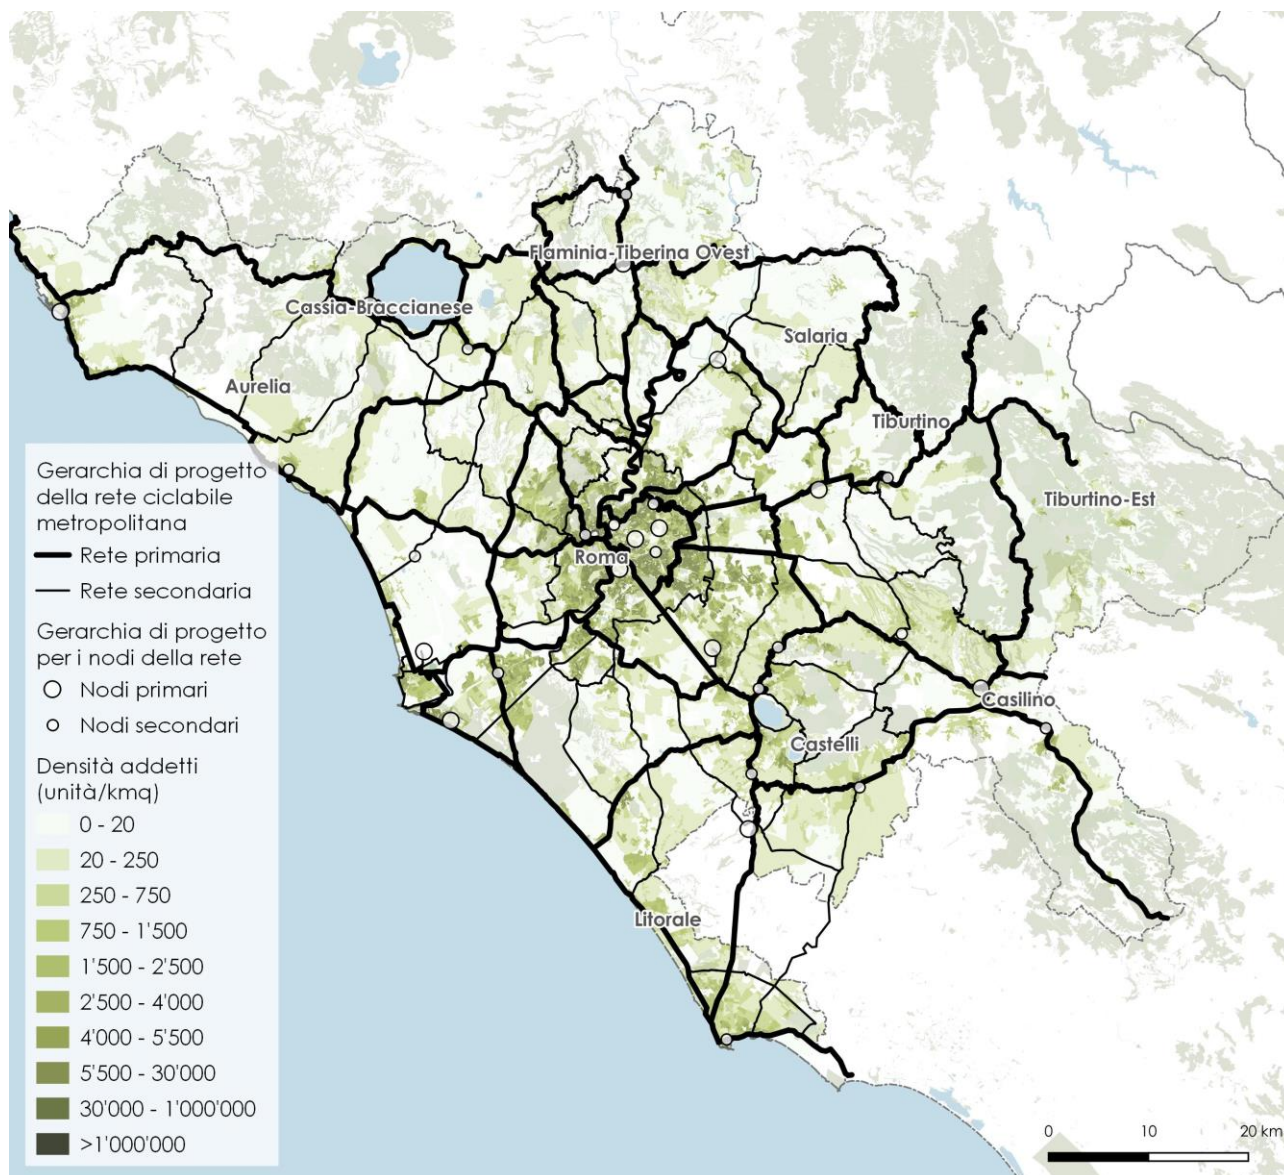 Flaminia-Tiberina Ovest
Cassia-Braccianese
Salaria
Aurelia
Tiburtino
Tiburtino-Est
Roma
Casilino
Castelli
Litorale
Gerarchia di progetto
della rete ciclabile
metropolitana
Rete primaria
Rete secondaria
Gerarchia di progetto
per i nodi della rete
Nodi primari
Nodi secondari
Densità addetti
(unità/kmq)
0 - 20
20 - 250
250 - 750
750 - 1'500
1'500 - 2'500
2'500 - 4'000
4'000 - 5'500
5'500 - 30'000
30'000 - 1'000'000
>1'000'000
0 10 20 km